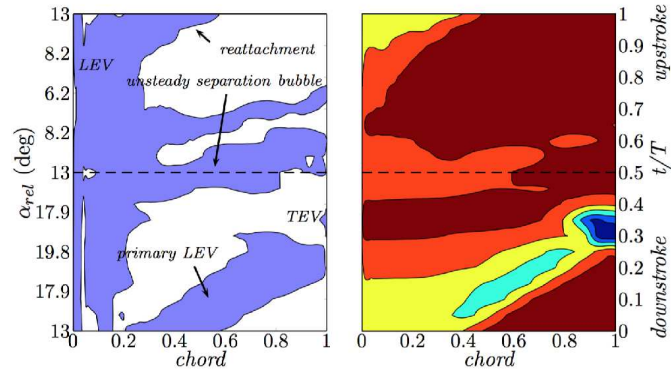 13
8.2
6.2
8.2
13
17.9
19.8
17.9
13
α_rel (deg)
LEV
reattachment
unsteady separation bubble
TEV
primary LEV
0 0.2 0.4 0.6 0.8 1
chord
0 0.2 0.4 0.6 0.8 1
chord
1
0.9
0.8
0.7
0.6
0.5
0.4
0.3
0.2
0.1
0
upstroke
t/T
downstroke